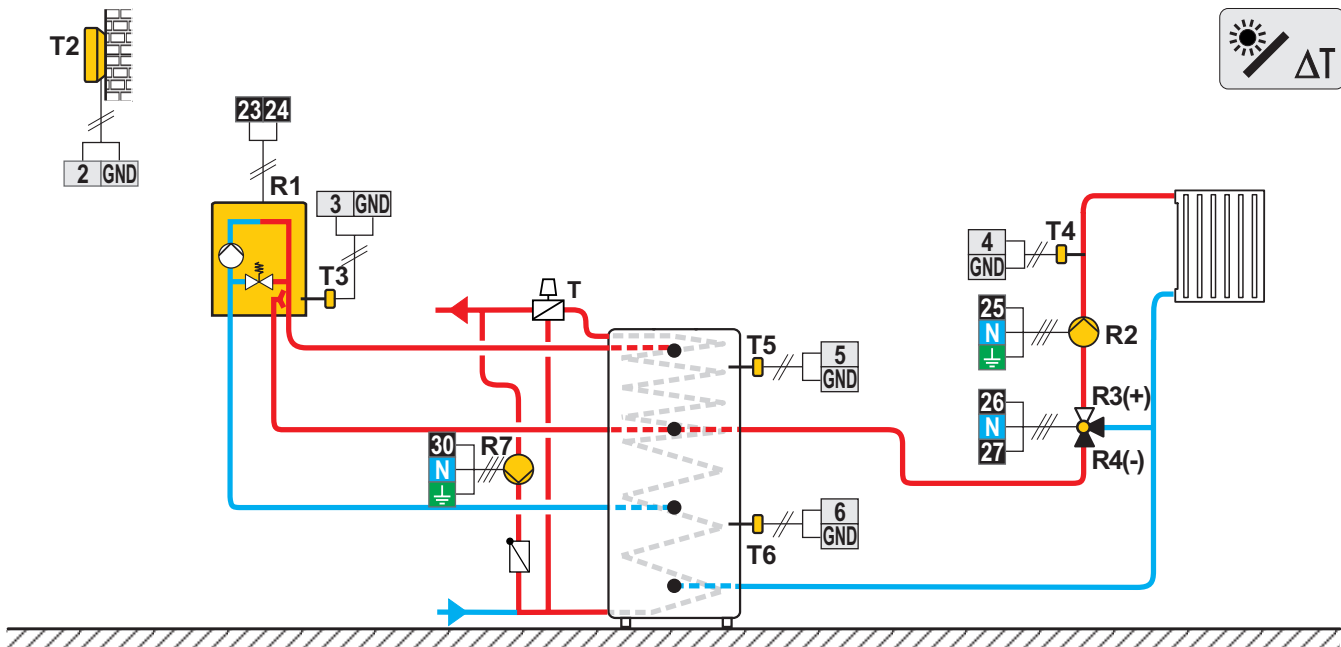 T2
ΔT
23 24
2 GND
R1
3 GND
T3
T
4
GND
T4
25
N
R2
T5
5
GND
26
N
27
R3(+)
R4(-)
30
N
R7
6
GND
T6